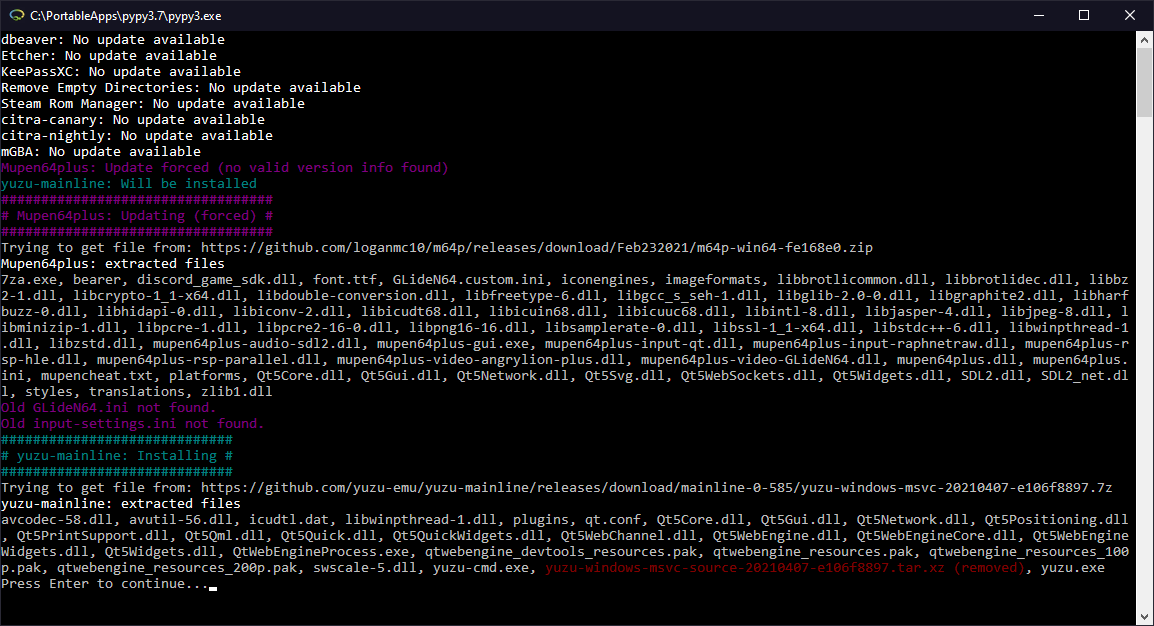 C:\PortableApps\pypy3.7\pypy3.exe
dbeaver: No update available
Etcher: No update available
KeePassXC: No update available
Remove Empty Directories: No update available
Steam Rom Manager: No update available
citra-canary: No update available
citra-nightly: No update available
mGBA: No update available
Mupen64plus: Update forced (no valid version info found)
yuzu-mainline: Will be installed
##################################
# Mupen64plus: Updating (forced) #
##################################
Trying to get file from: https://github.com/loganmc10/m64p/releases/download/Feb232021/m64p-win64-fe168e0.zip
Mupen64plus: extracted files
7za.exe, bearer, discord_game_sdk.dll, font.ttf, GLideN64.custom.ini, iconengines, imageformats, libbrotlicommon.dll, libbrotlidec.dll, libbz
2-1.dll, libcrypto-1_1-x64.dll, libdouble-conversion.dll, libfreetype-6.dll, libgcc_s_seh-1.dll, libglib-2.0-0.dll, libgraphite2.dll, libharf
buzz-0.dll, libhidapi-0.dll, libiconv-2.dll, libicudt68.dll, libicuin68.dll, libicuuc68.dll, libintl-8.dll, libjasper-4.dll, libjpeg-8.dll, l
ibminizip-1.dll, libpcre-1.dll, libpcre2-16-0.dll, libpng16-16.dll, libsamplerate-0.dll, libssl-1_1-x64.dll, libstdc++-6.dll, libwinpthread-1
.dll, libzstd.dll, mupen64plus-audio-sdl2.dll, mupen64plus-gui.exe, mupen64plus-input-qt.dll, mupen64plus-input-raphnetraw.dll, mupen64plus-r
sp-hle.dll, mupen64plus-rsp-parallel.dll, mupen64plus-video-angrylion-plus.dll, mupen64plus-video-GLideN64.dll, mupen64plus.dll, mupen64plus.
ini, mupencheat.txt, platforms, Qt5Core.dll, Qt5Gui.dll, Qt5Network.dll, Qt5Svg.dll, Qt5WebSockets.dll, Qt5Widgets.dll, SDL2.dll, SDL2_net.dl
l, styles, translations, zlib1.dll
Old GLideN64.ini not found.
Old input-settings.ini not found.
#############################
# yuzu-mainline: Installing #
#############################
Trying to get file from: https://github.com/yuzu-emu/yuzu-mainline/releases/download/mainline-0-585/yuzu-windows-msvc-20210407-e106f8897.7z
yuzu-mainline: extracted files
avcodec-58.dll, avutil-56.dll, icudtl.dat, libwinpthread-1.dll, plugins, qt.conf, Qt5Core.dll, Qt5Gui.dll, Qt5Network.dll, Qt5Positioning.dll
, Qt5PrintSupport.dll, Qt5Qml.dll, Qt5Quick.dll, Qt5QuickWidgets.dll, Qt5WebChannel.dll, Qt5WebEngine.dll, Qt5WebEngineCore.dll, Qt5WebEngine
Widgets.dll, Qt5Widgets.dll, QtWebEngineProcess.exe, qtwebengine_devtools_resources.pak, qtwebengine_resources.pak, qtwebengine_resources_100
p.pak, qtwebengine_resources_200p.pak, swscale-5.dll, yuzu-cmd.exe, yuzu-windows-msvc-source-20210407-e106f8897.tar.xz (removed), yuzu.exe
Press Enter to continue...